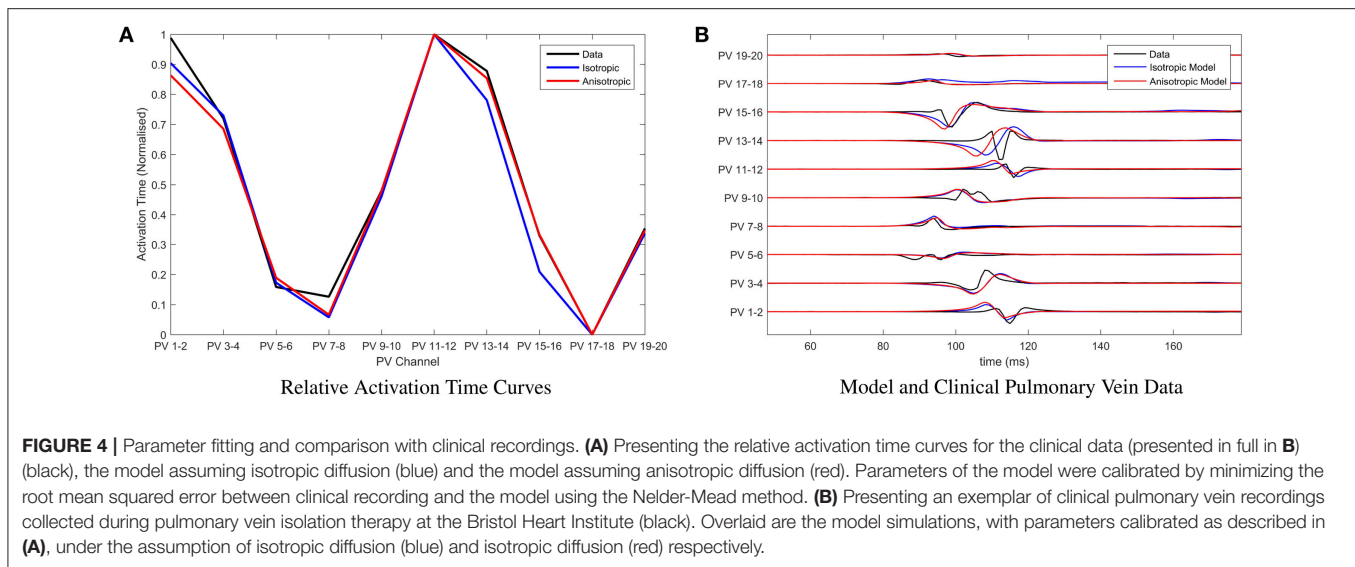 A
B
1
0.9
0.8
0.7
0.6
0.5
0.4
0.3
0.2
0.1
0
Activation Time (Normalised)
Data
Isotropic
Anisotropic
PV 1-2 PV 3-4 PV 5-6 PV 7-8 PV 9-10 PV 11-12 PV 13-14 PV 15-16 PV 17-18 PV 19-20
PV Channel
Relative Activation Time Curves
PV 19-20
PV 17-18
PV 15-16
PV 13-14
PV 11-12
PV 9-10
PV 7-8
PV 5-6
PV 3-4
PV 1-2
Data
Isotropic Model
Anisotropic Model
60 80 100 120 140 160
time (ms)
Model and Clinical Pulmonary Vein Data
FIGURE 4 | Parameter fitting and comparison with clinical recordings. (A) Presenting the relative activation time curves for the clinical data (presented in full in B)
(black), the model assuming isotropic diffusion (blue) and the model assuming anisotropic diffusion (red). Parameters of the model were calibrated by minimizing the
root mean squared error between clinical recording and the model using the Nelder-Mead method. (B) Presenting an exemplar of clinical pulmonary vein recordings
collected during pulmonary vein isolation therapy at the Bristol Heart Institute (black). Overlaid are the model simulations, with parameters calibrated as described in
(A), under the assumption of isotropic diffusion (blue) and isotropic diffusion (red) respectively.